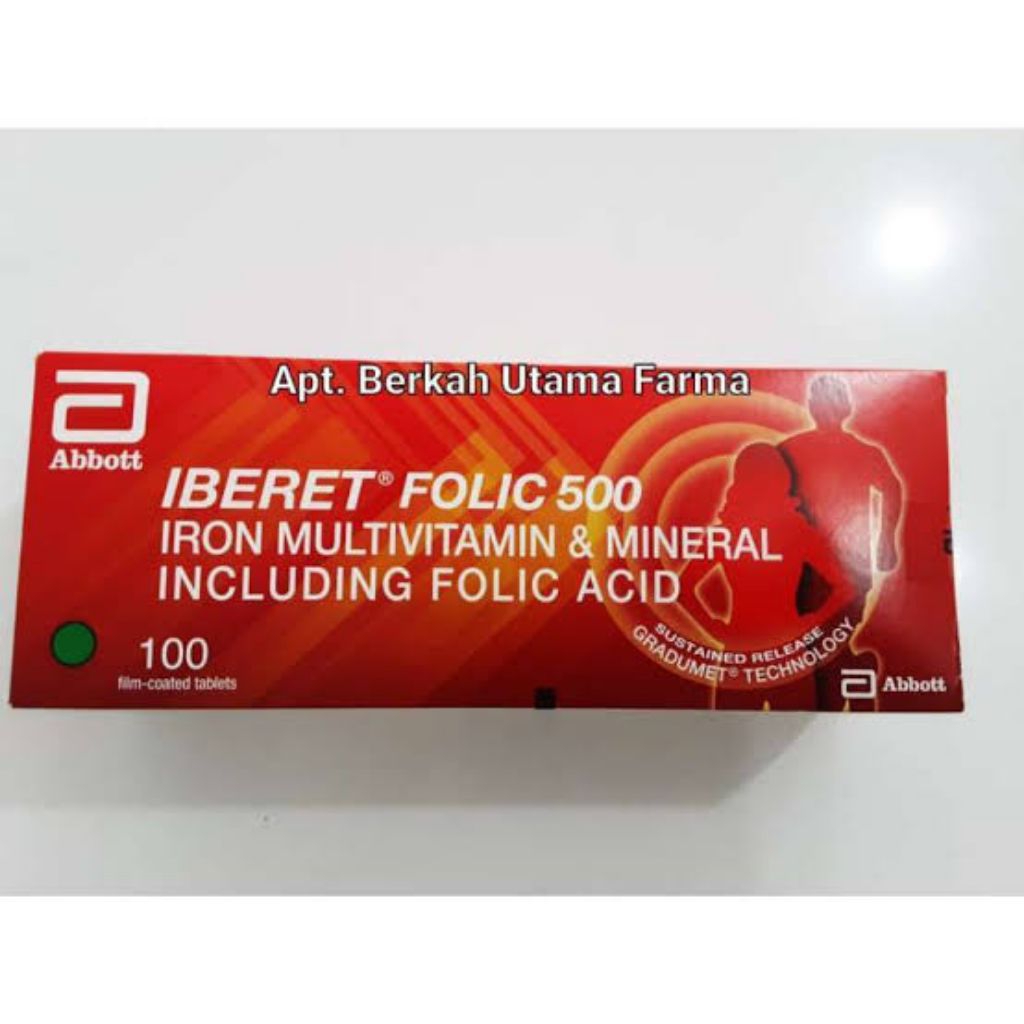 Apt. Berkah Utama Farma
Abbott
IBERET® FOLIC 500
IRON MULTIVITAMIN & MINERAL
INCLUDING FOLIC ACID
100
film-coated tablets
SUSTAINED RELEASE
GRADUMET® TECHNOLOGY
Abbott